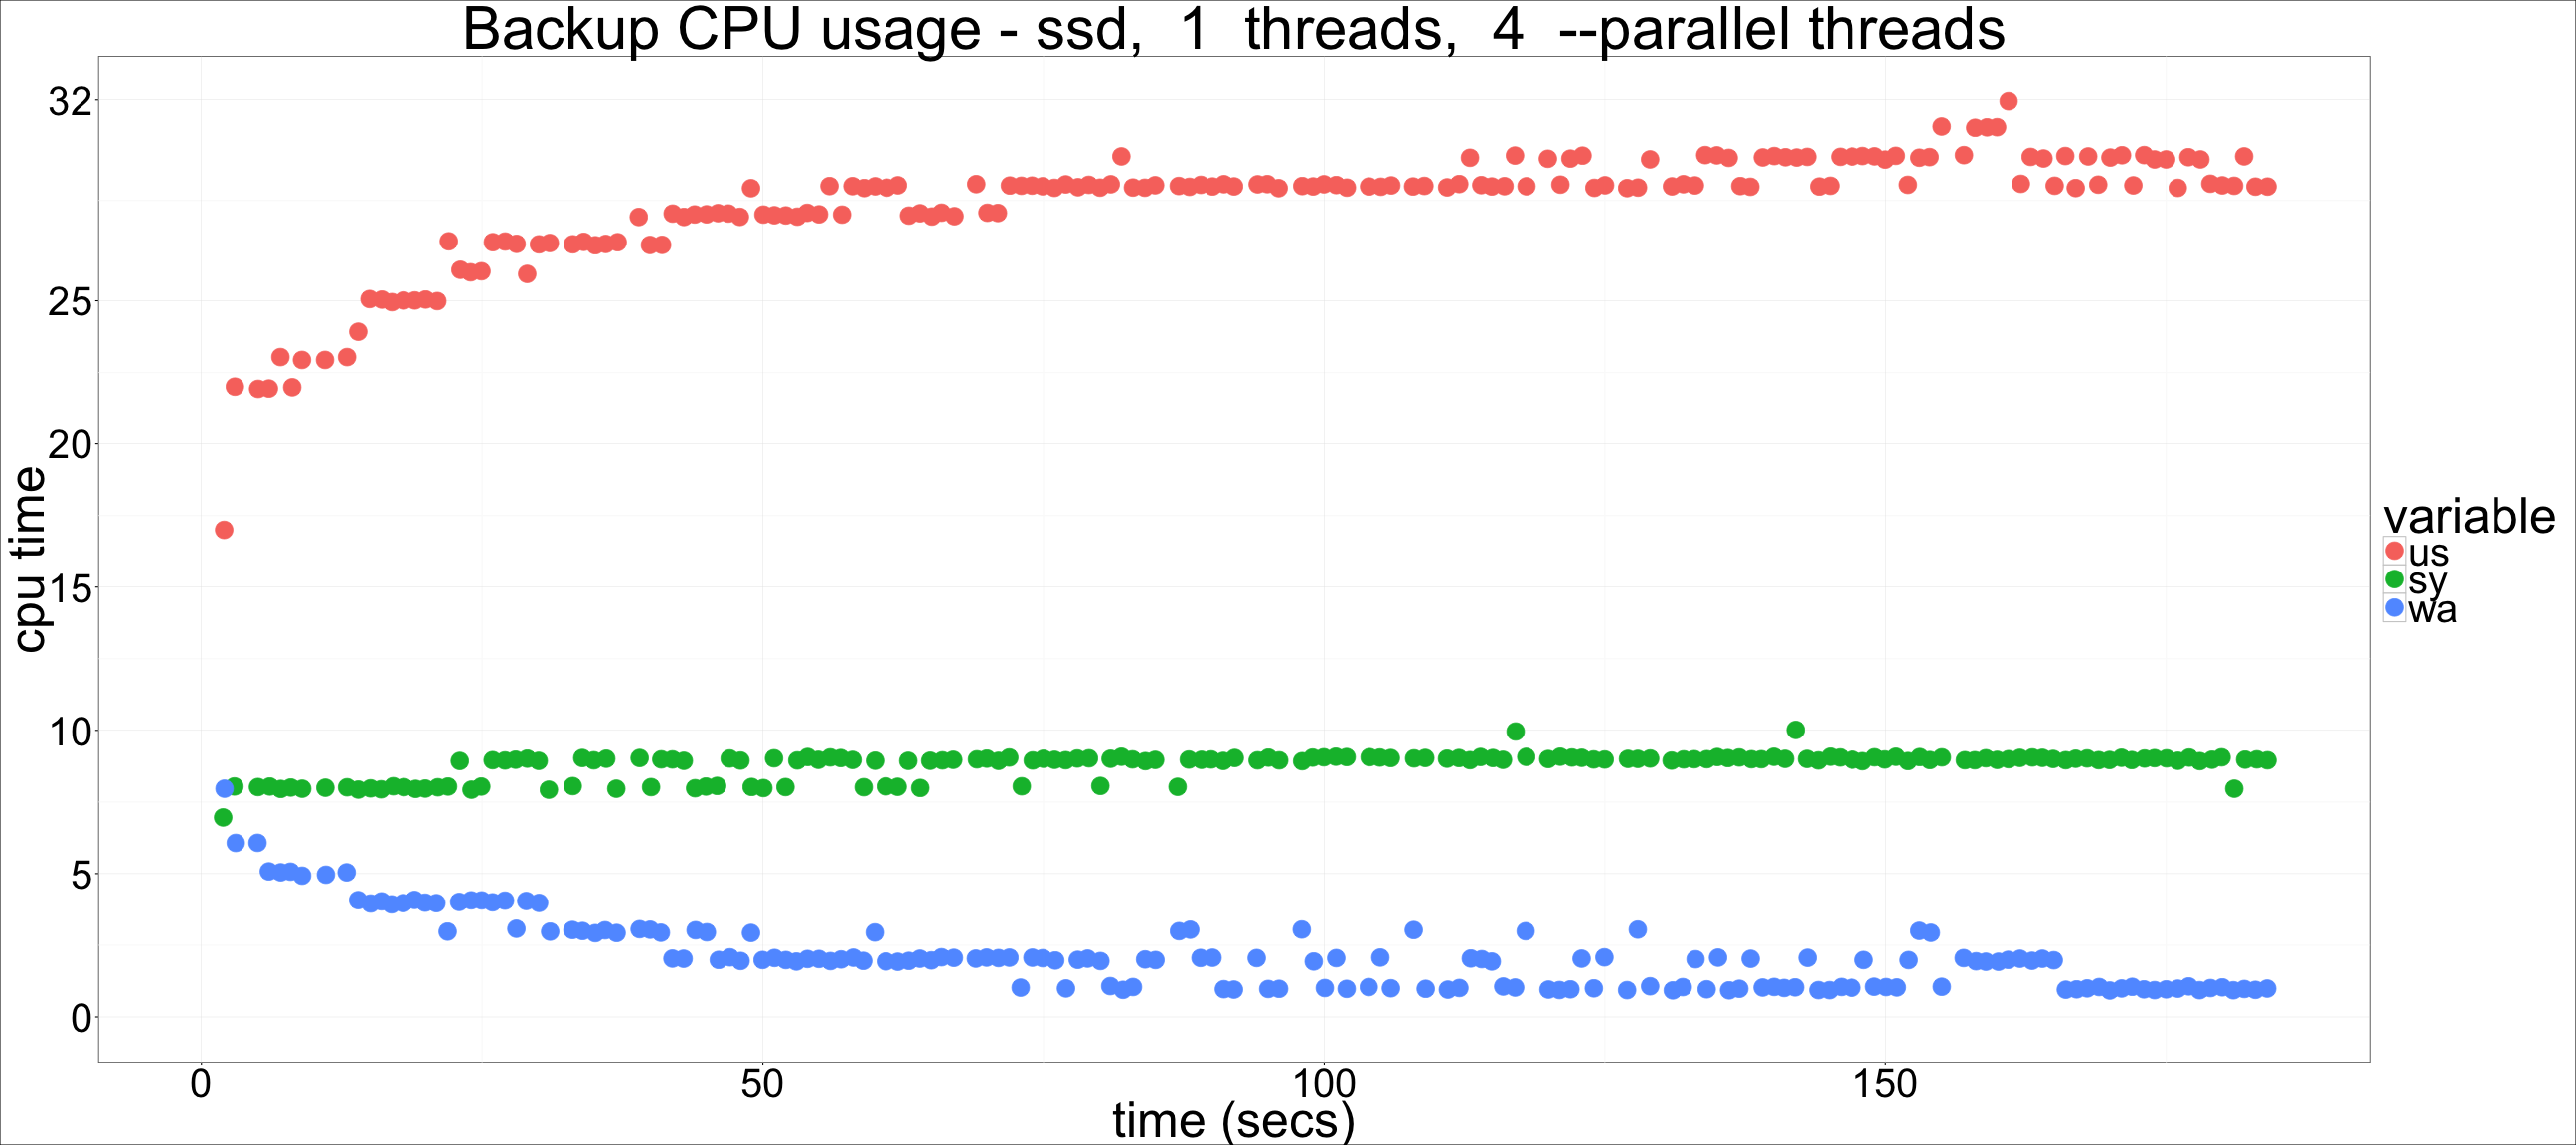 Backup CPU usage - ssd,  1  threads,  4  --parallel threads
32
25
20
15
10
5
0
cpu time
0 50 100 150
time (secs)
variable
us
sy
wa